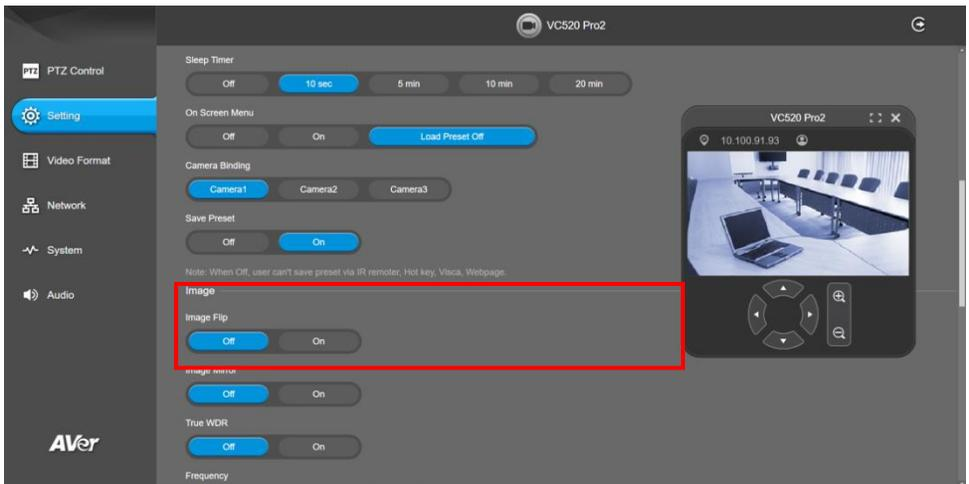 VC520 Pro2
PTZ PTZ Control
Setting
Video Format
Network
System
Audio
AVer
Sleep Timer
Off 10 sec 5 min 10 min 20 min
On Screen Menu
Off On Load Preset Off
Camera Binding
Camera1 Camera2 Camera3
Save Preset
Off On
Note: When Off, user can't save preset via IR remoter, Hot key, Visca, Webpage.
Image
Image Flip
Off On
Image Mirror
Off On
True WDR
Off On
Frequency
VC520 Pro2
10.100.91.93